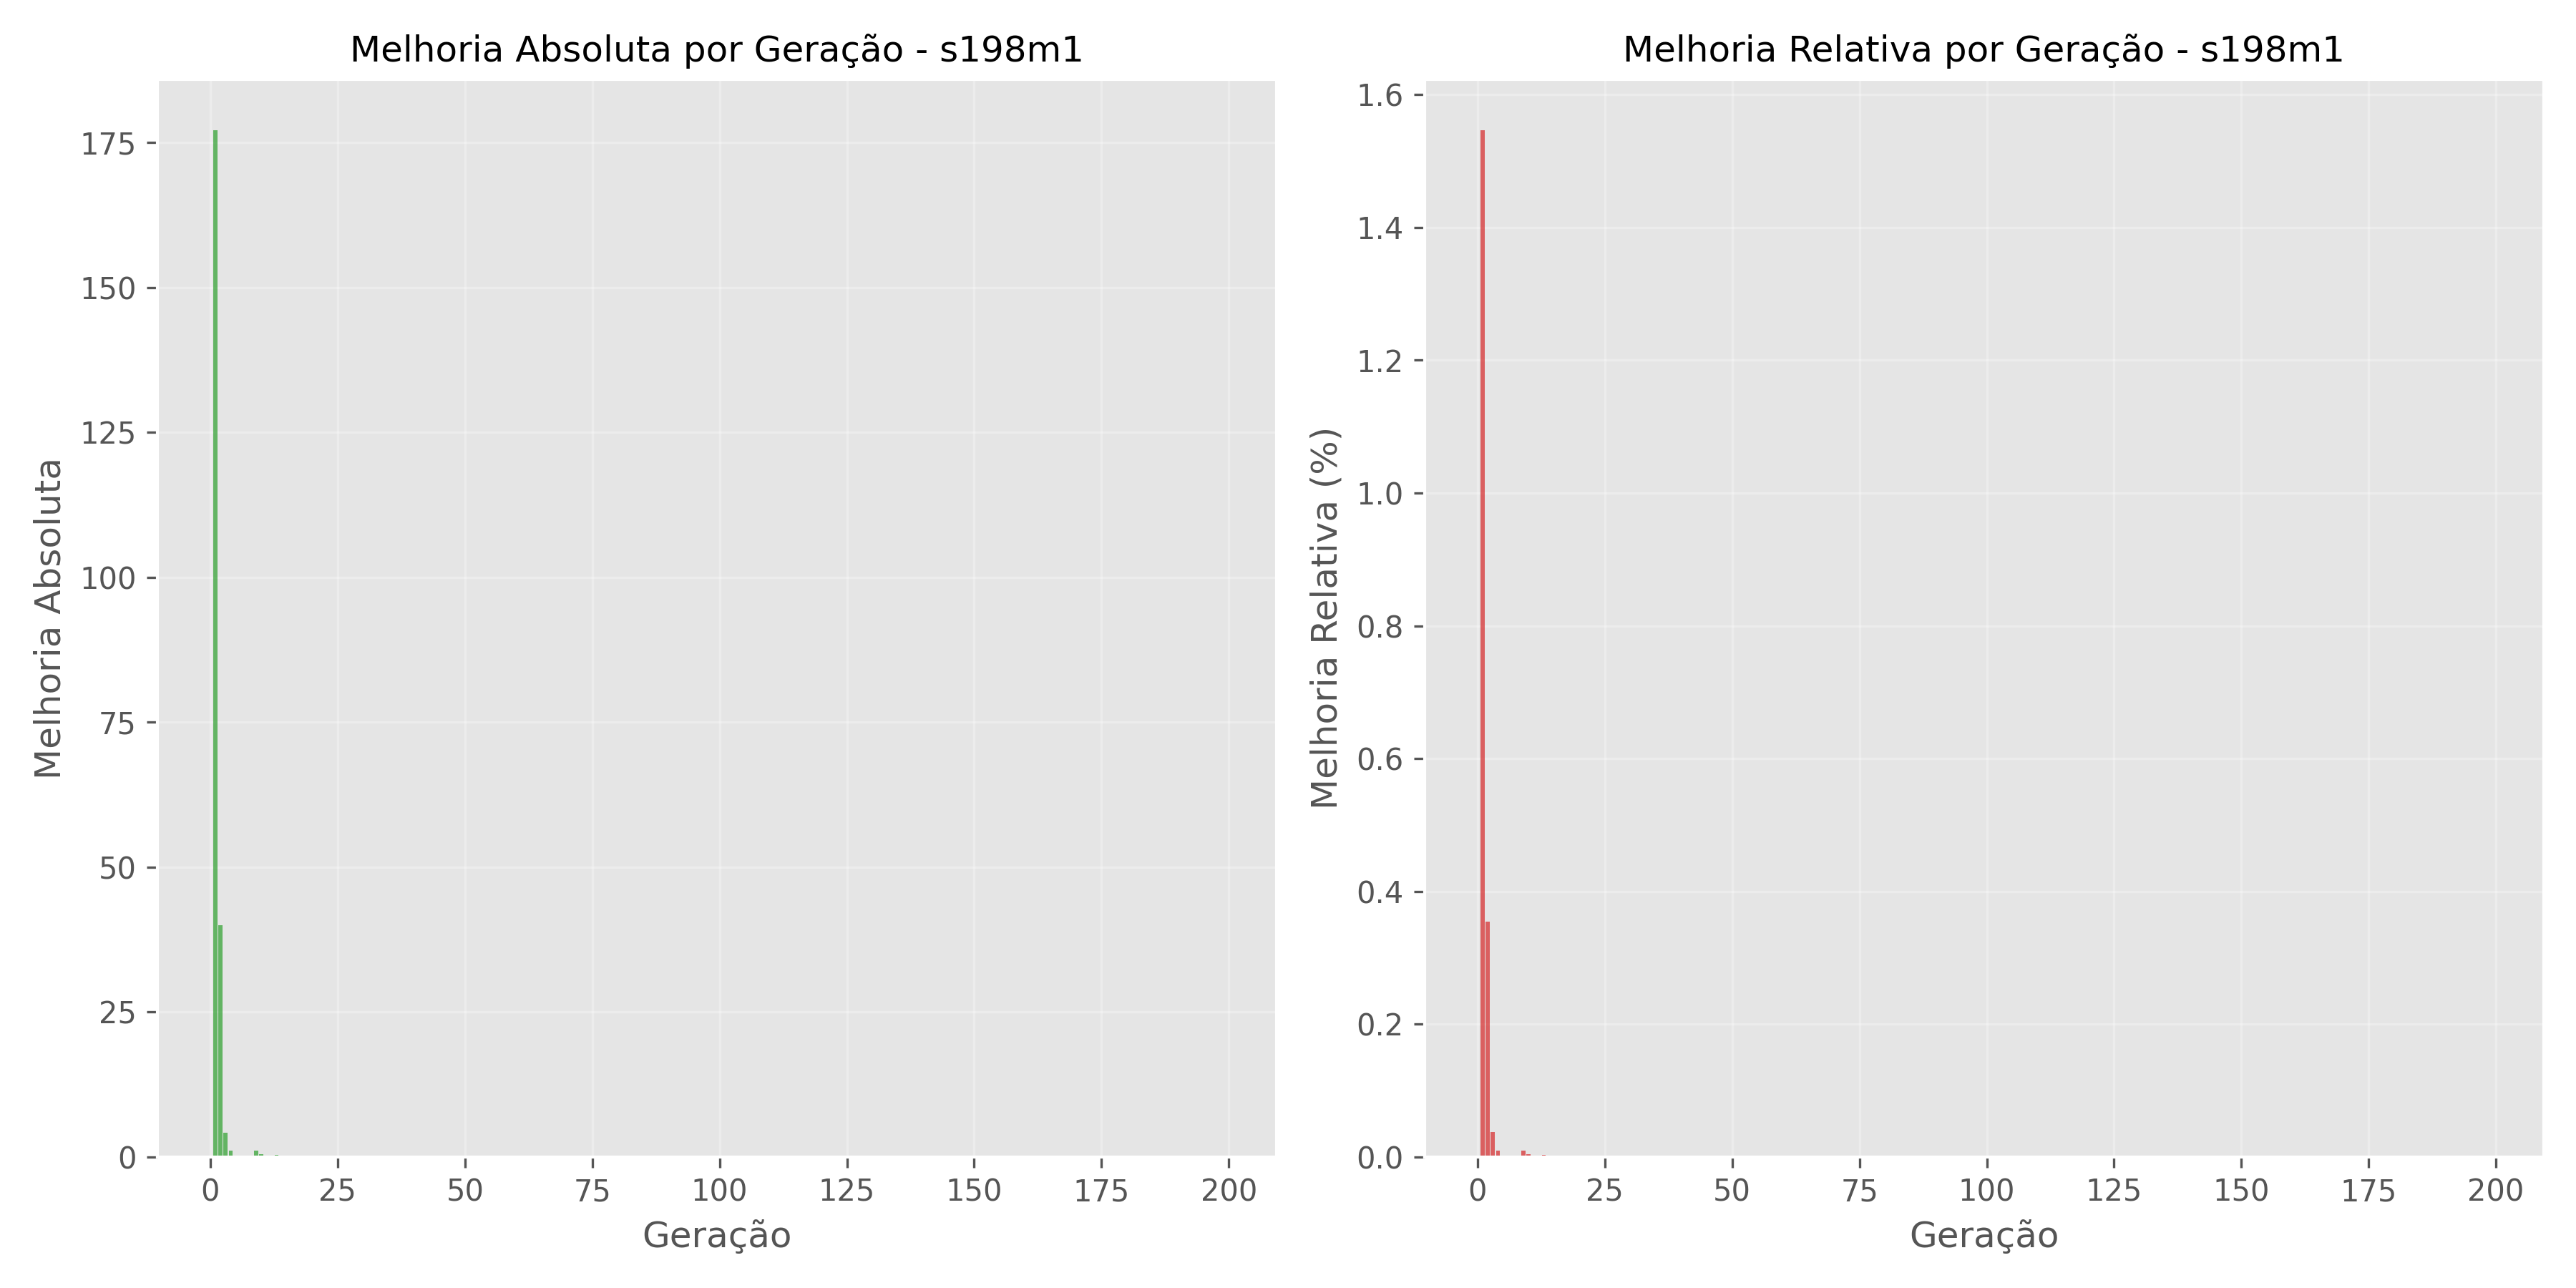 Melhoria Absoluta por Geração - s198m1
Melhoria Absoluta
175
150
125
100
75
50
25
0
0 25 50 75 100 125 150 175 200
Geração
Melhoria Relativa por Geração - s198m1
Melhoria Relativa (%)
1.6
1.4
1.2
1.0
0.8
0.6
0.4
0.2
0.0
0 25 50 75 100 125 150 175 200
Geração